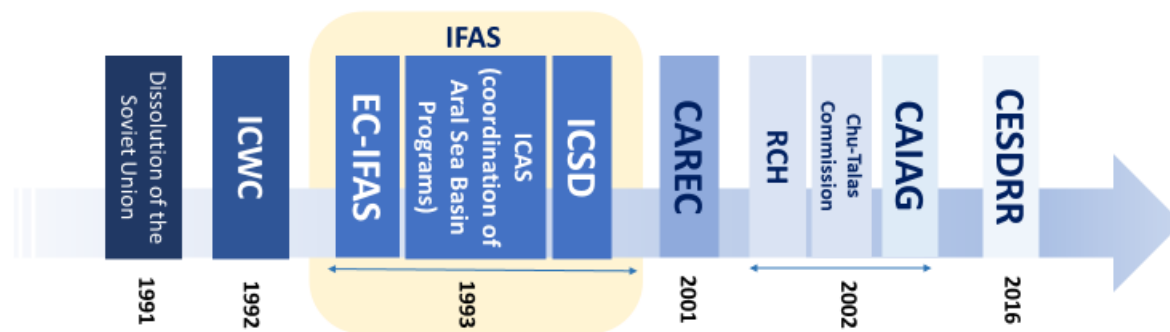 IFAS
Dissolution of the
Soviet Union
ICWC
EC-IFAS
ICAS
(coordination of
Aral Sea Basin
Programs)
ICSD
CAREC
RCH
Chu-Talas
Commission
CAIAG
CESDRR
1991
1992
1993
2001
2002
2016